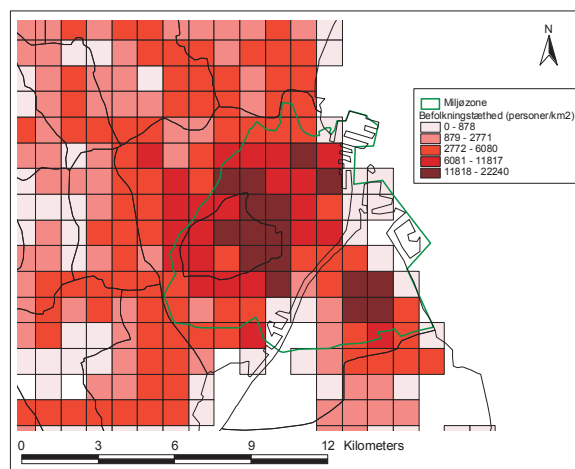 N
Miljøzone
Befolkningstæthed (personer/km2)
0 - 878
879 - 2771
2772 - 6080
6081 - 11817
11818 - 22240
0 3 6 9 12 Kilometers